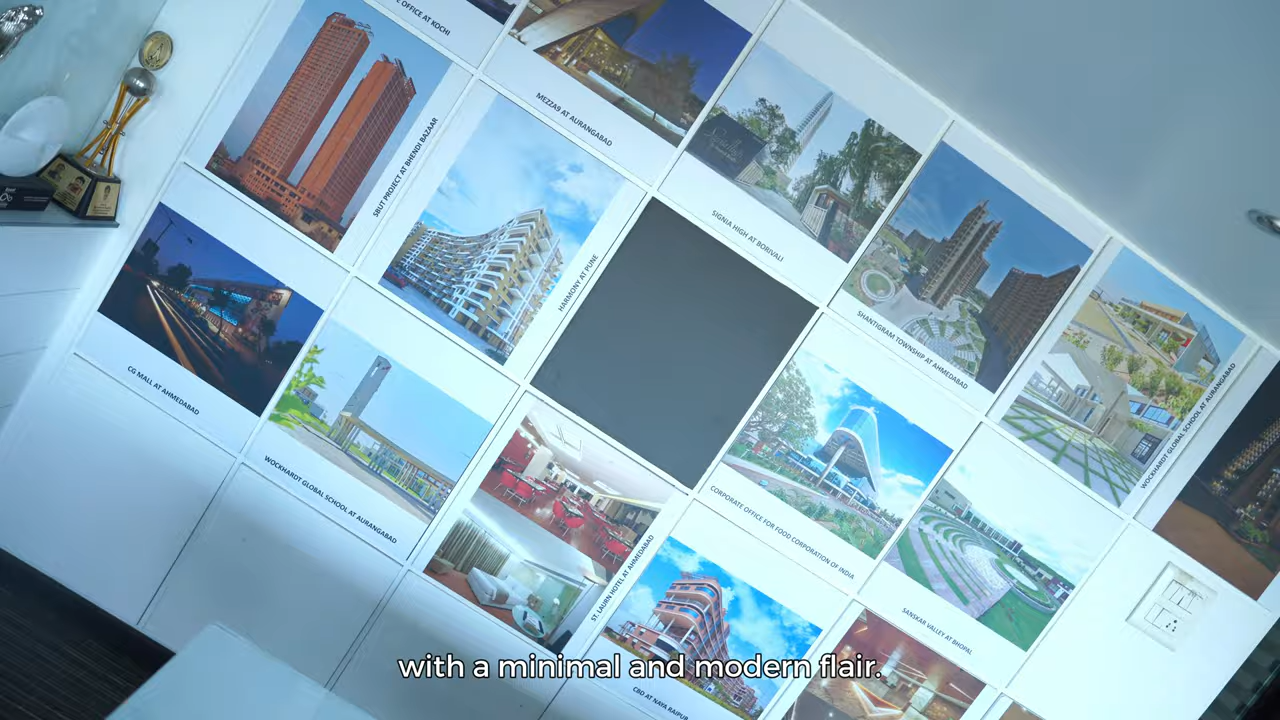 E OFFICE AT KOCHI
MEZZA9 AT AURANGABAD
SBUT PROJECT AT BHENDI BAZAAR
SIGNIA HIGH AT BORIVALI
HARMONY AT PUNE
SHANTIGRAM TOWNSHIP AT AHMEDABAD
WOCKHARDT GLOBAL SCHOOL AT AURANGABAD
CG MALL AT AHMEDABAD
WOCKHARDT GLOBAL SCHOOL AT AURANGABAD
CORPORATE OFFICE FOR FOOD CORPORATION OF INDIA
ST. LAURN HOTEL AT AHMEDABAD
SANSKAR VALLEY AT BHOPAL
CBD AT NAYA RAIPUR
with a minimal and modern flair.